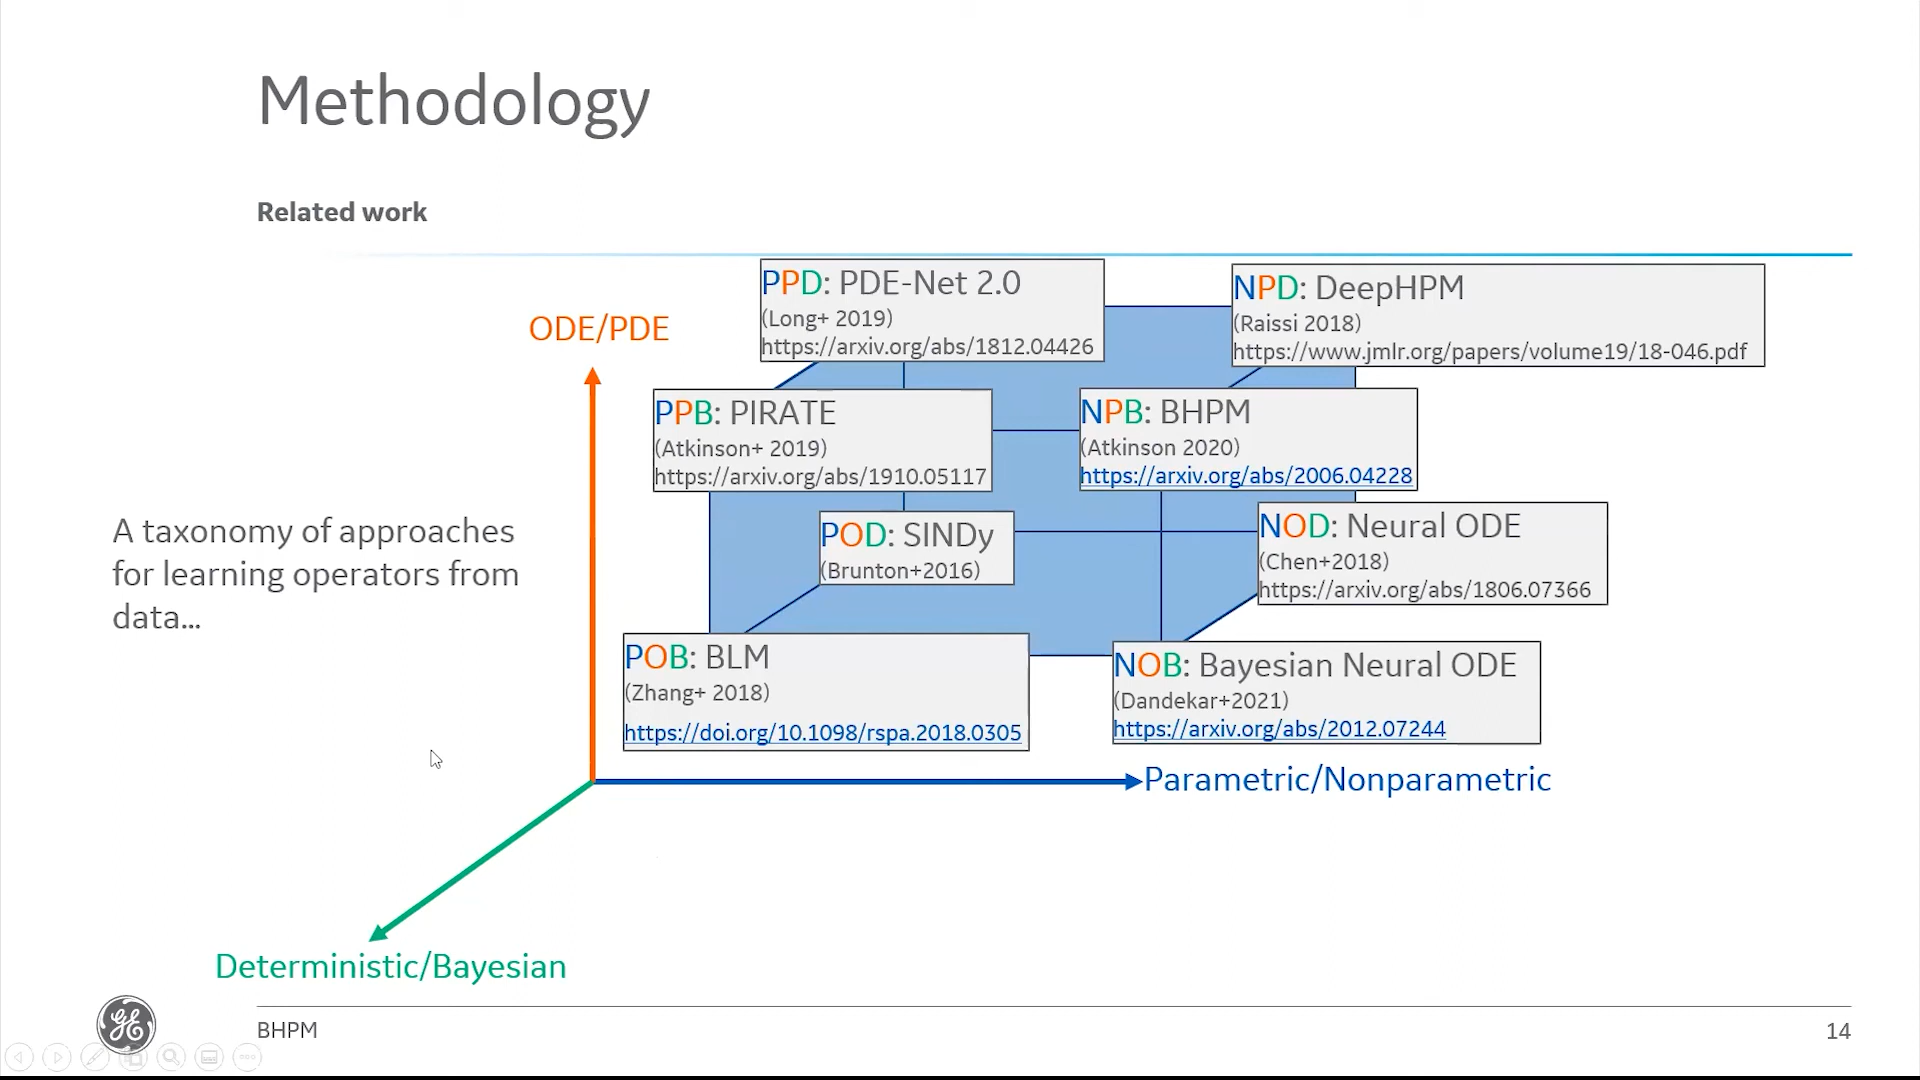 Methodology
Related work
PPD: PDE-Net 2.0
(Long+ 2019)
https://arxiv.org/abs/1812.04426
NPD: DeepHPM
(Raissi 2018)
https://www.jmlr.org/papers/volume19/18-046.pdf
ODE/PDE
PPB: PIRATE
(Atkinson+ 2019)
https://arxiv.org/abs/1910.05117
NPB: BHPM
(Atkinson 2020)
https://arxiv.org/abs/2006.04228
A taxonomy of approaches
for learning operators from
data...
POD: SINDy
(Brunton+2016)
NOD: Neural ODE
(Chen+2018)
https://arxiv.org/abs/1806.07366
POB: BLM
(Zhang+ 2018)
https://doi.org/10.1098/rspa.2018.0305
NOB: Bayesian Neural ODE
(Dandekar+2021)
https://arxiv.org/abs/2012.07244
Parametric/Nonparametric
Deterministic/Bayesian
GE
BHPM
14